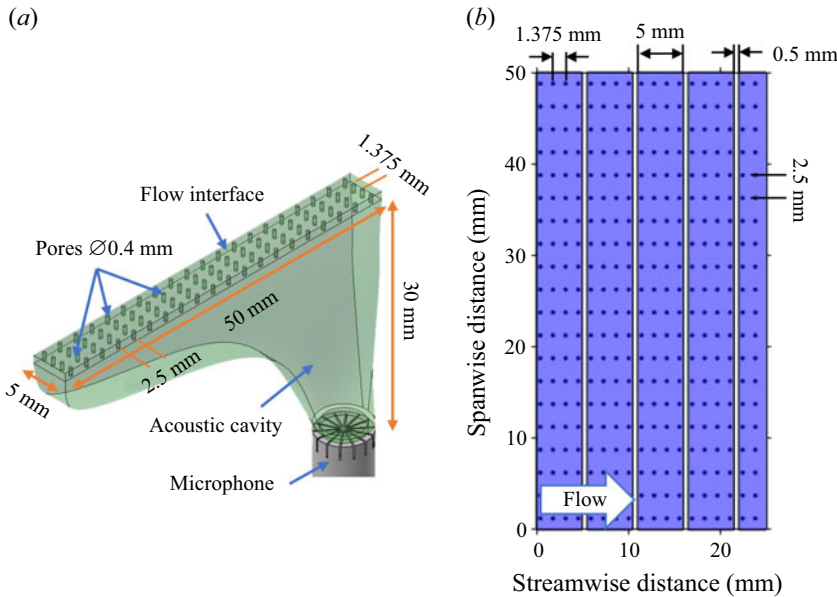 (a)
1.375 mm
Flow interface
Pores ∅0.4 mm
50 mm
30 mm
2.5 mm
5 mm
Acoustic cavity
Microphone
(b)
1.375 mm
5 mm
0.5 mm
50
40
30
20
10
0
2.5 mm
Spanwise distance (mm)
Flow
0
10
20
Streamwise distance (mm)